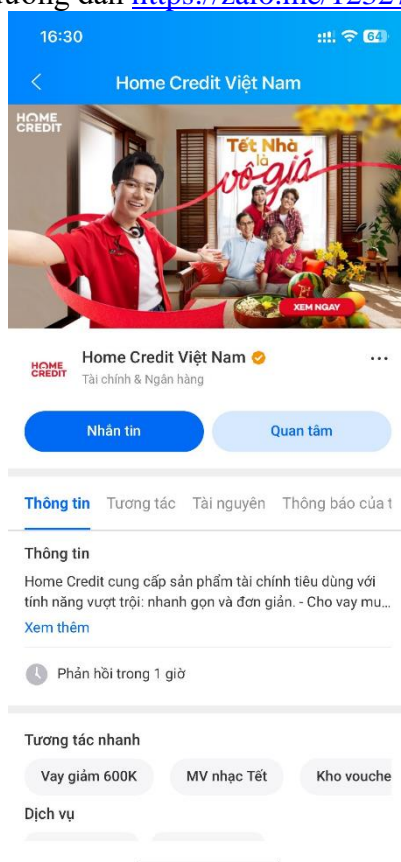 https://zalo.me/
16:30
64
Home Credit Việt Nam
HOME
CREDIT
Tết Nhà
là
vô giá
XEM NGAY
HOME
CREDIT
Home Credit Việt Nam
Tài chính & Ngân hàng
Nhắn tin
Quan tâm
Thông tin Tương tác Tài nguyên Thông báo của t
Thông tin
Home Credit cung cấp sản phẩm tài chính tiêu dùng với
tính năng vượt trội: nhanh gọn và đơn giản. - Cho vay mu...
Xem thêm
Phản hồi trong 1 giờ
Tương tác nhanh
Vay giảm 600K MV nhạc Tết Kho vouche
Dịch vụ